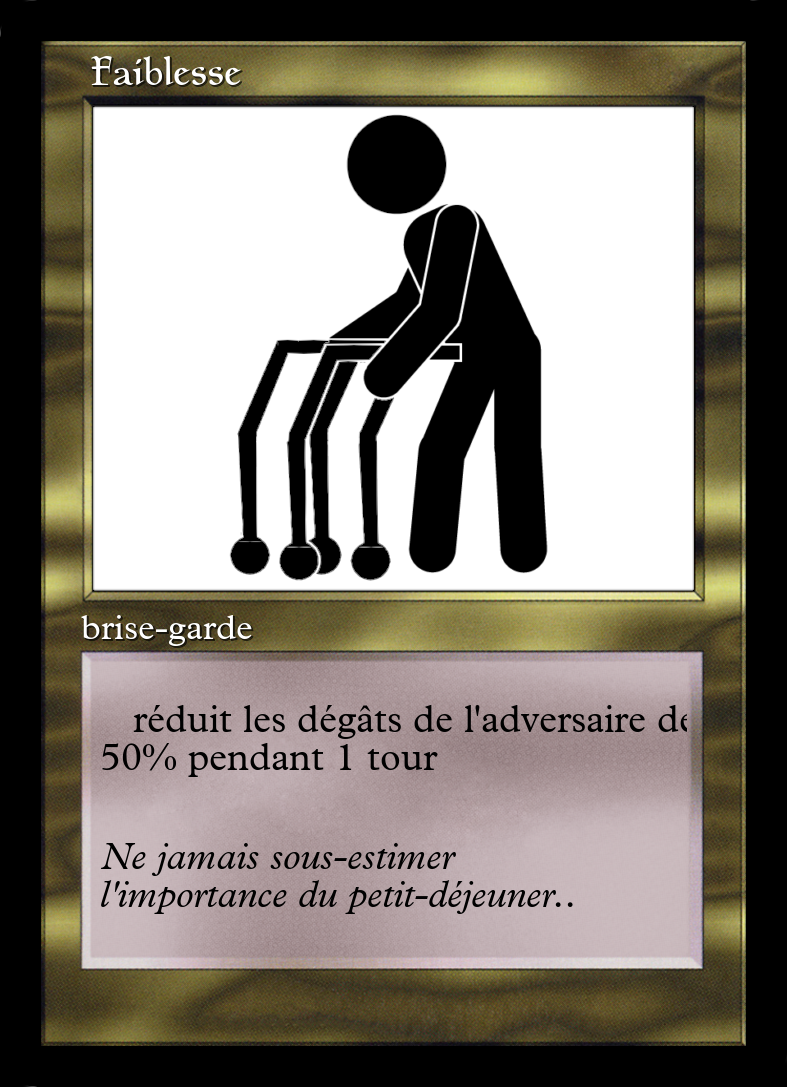 Faiblesse
brise-garde
réduit les dégâts de l'adversaire de
50% pendant 1 tour
Ne jamais sous-estimer
l'importance du petit-déjeuner..